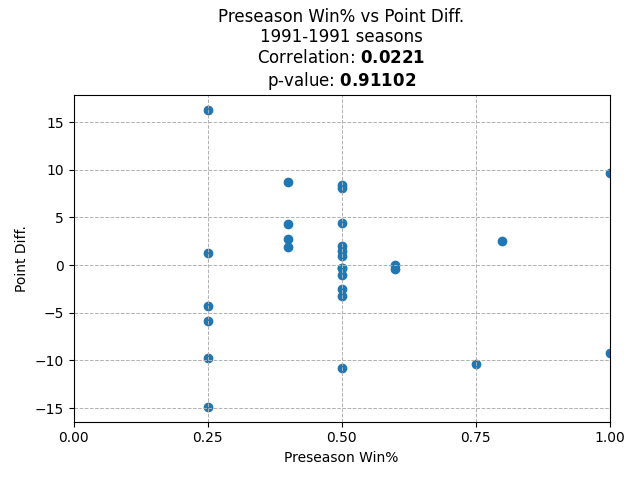 Preseason Win% vs Point Diff.
1991-1991 seasons
Correlation: 0.0221
p-value: 0.91102
15
10
5
0
−5
−10
−15
Point Diff.
0.00 0.25 0.50 0.75 1.00
Preseason Win%